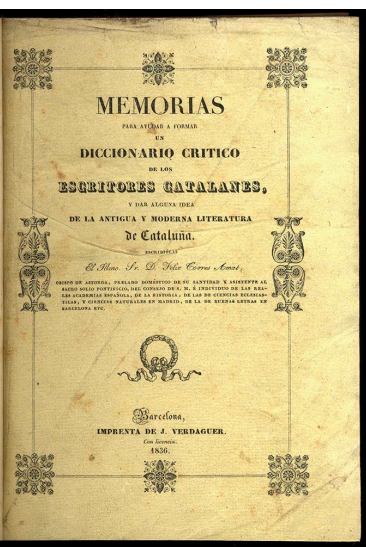 MEMORIAS
PARA AYUDAR A FORMAR
UN
DICCIONARIO CRITICO
DE LOS
ESCRITORES CATALANES,
Y DAR ALGUNA IDEA
DE LA ANTIGUA Y MODERNA LITERATURA
de Cataluña.
ESCRIBIÓLAS
El Illmo. Sr. D. Felix Torres Amat,
OBISPO DE ASTORGA, PRELADO DOMÉSTICO DE SU SANTIDAD Y ASISTENTE AL
SACRO SOLIO PONTIFICIO, DEL CONSEJO DE S. M. É INDIVIDUO DE LAS REA-
LES ACADEMIAS ESPAÑOLA, DE LA HISTORIA; DE LAS DE CIENCIAS ECLESIÁS-
TICAS, Y CIENCIAS NATURALES EN MADRID, DE LA DE BUENAS LETRAS EN
BARCELONA ETC.
Barcelona,
IMPRENTA DE J. VERDAGUER.
Con licencia.
1836.